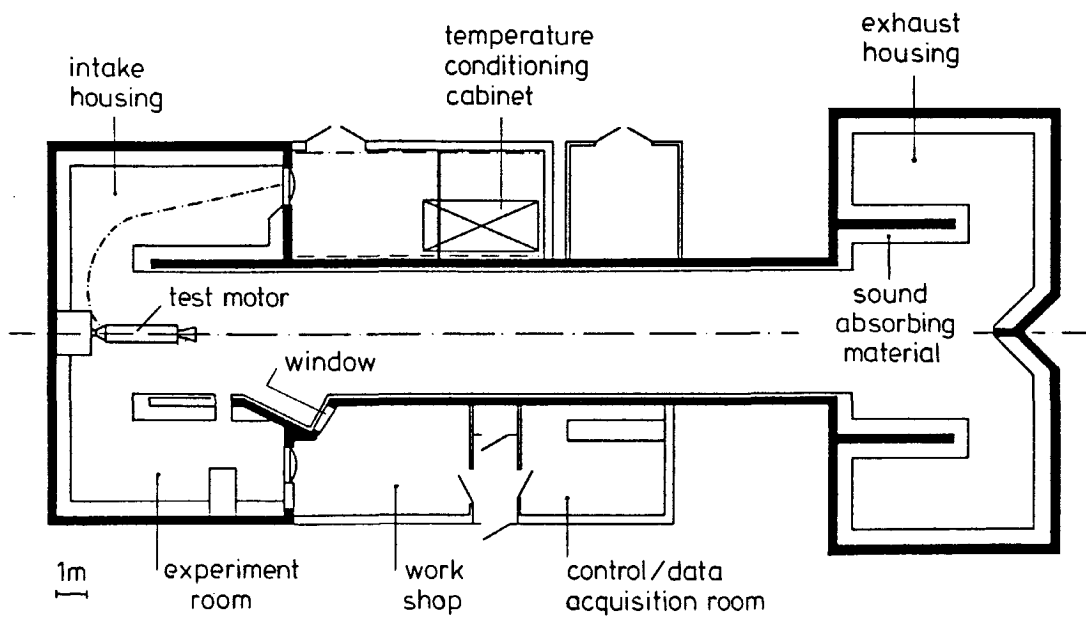 intake
housing
temperature
conditioning
cabinet
exhaust
housing
test motor
window
sound
absorbing
material
1m
experiment
room
work
shop
control/data
acquisition room